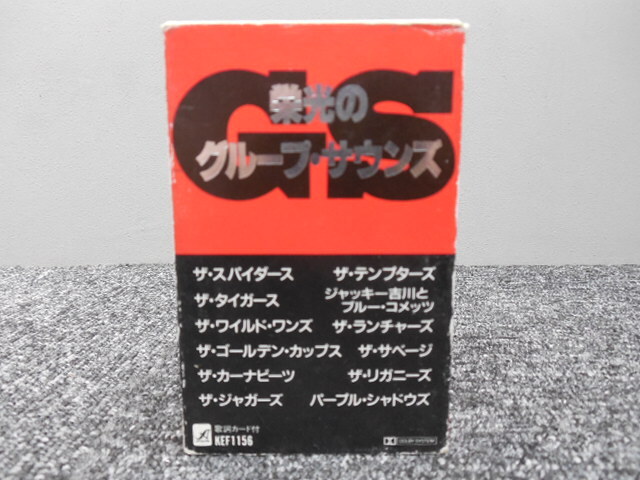 GS
栄光の
グループ・サウンズ
ザ・スパイダース
ザ・テンプターズ
ザ・タイガース
ジャッキー吉川と
ブルー・コメッツ
ザ・ワイルド・ワンズ
ザ・ランチャーズ
ザ・ゴールデン・カップス
ザ・サベージ
ザ・カーナビーツ
ザ・リガニーズ
ザ・ジャガーズ
パープル・シャドウズ
歌詞カード付
KEF1156
DOLBY SYSTEM